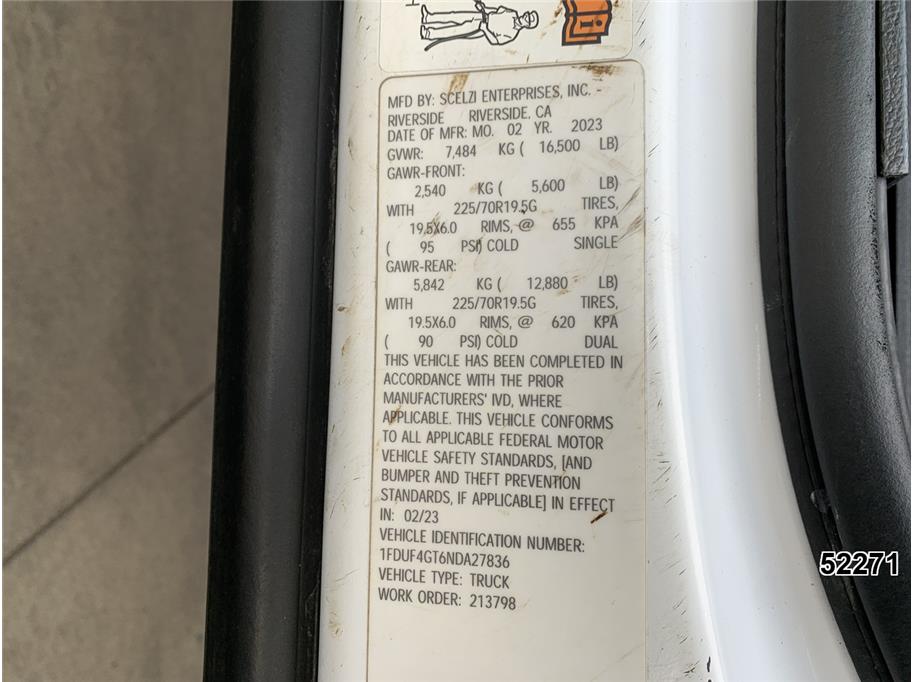 MFD BY: SCELZI ENTERPRISES, INC. -
RIVERSIDE RIVERSIDE, CA
DATE OF MFR: MO. 02 YR. 2023
GVWR: 7,484 KG ( 16,500 LB)
GAWR-FRONT:
2,540 KG ( 5,600 LB)
WITH 225/70R19.5G TIRES,
19.5X6.0 RIMS, @ 655 KPA
( 95 PSI) COLD SINGLE
GAWR-REAR:
5,842 KG ( 12,880 LB)
WITH 225/70R19.5G TIRES,
19.5X6.0 RIMS, @ 620 KPA
( 90 PSI) COLD DUAL
THIS VEHICLE HAS BEEN COMPLETED IN
ACCORDANCE WITH THE PRIOR
MANUFACTURERS' IVD, WHERE
APPLICABLE. THIS VEHICLE CONFORMS
TO ALL APPLICABLE FEDERAL MOTOR
VEHICLE SAFETY STANDARDS, [AND
BUMPER AND THEFT PREVENTION
STANDARDS, IF APPLICABLE] IN EFFECT
IN: 02/23
VEHICLE IDENTIFICATION NUMBER:
1FDUF4GT6NDA27836
VEHICLE TYPE: TRUCK
WORK ORDER: 213798
52271